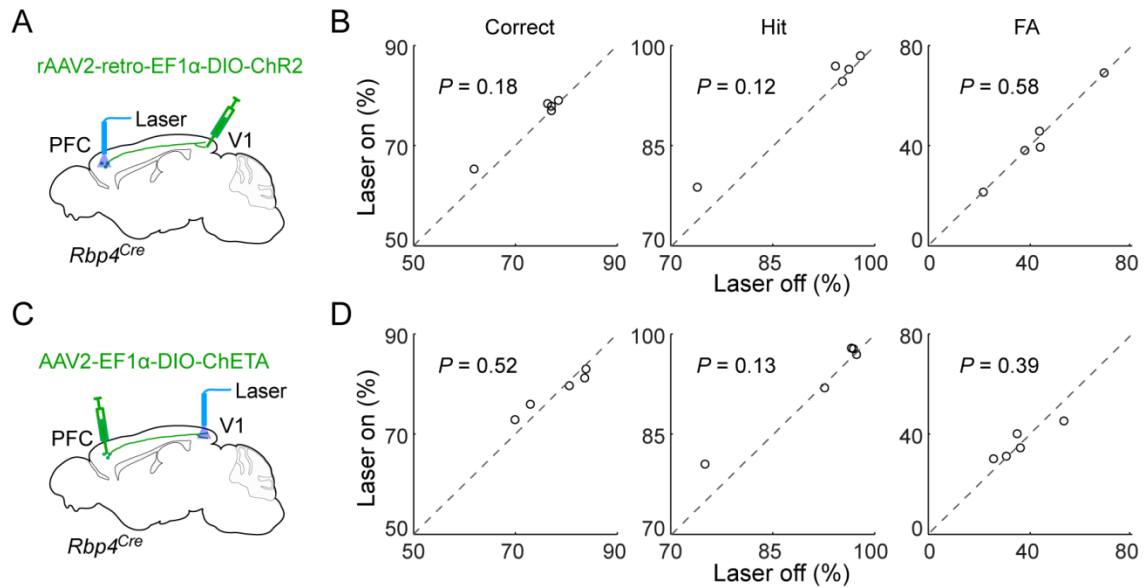 A
rAAV2-retro-EF1α-DIO-ChR2
Laser
PFC
V1
Rbp4Cre
B
Correct
Hit
FA
90
70
50
50
70
90
P = 0.18
Laser on (%)
100
85
70
70
85
100
P = 0.12
Laser off (%)
80
40
0
0
40
80
P = 0.58
C
AAV2-EF1α-DIO-ChETA
Laser
PFC
V1
Rbp4Cre
D
90
70
50
50
70
90
P = 0.52
Laser on (%)
100
85
70
70
85
100
P = 0.13
Laser off (%)
80
40
0
0
40
80
P = 0.39